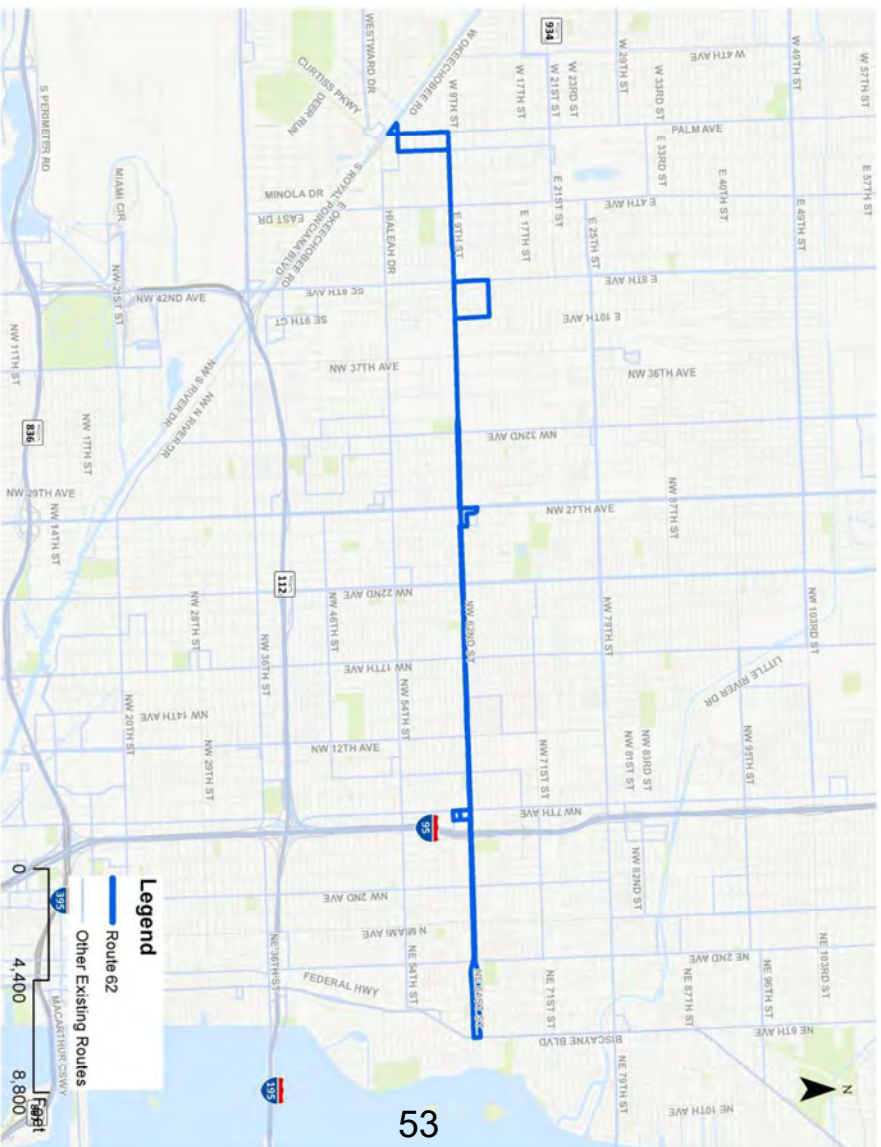 WESTWARD DR
W OKEECHOBEE RD
934
W 4TH AVE
W 9TH ST
W 17TH ST
W 21ST ST
W 23RD ST
W 29TH ST
W 33RD ST
W 49TH ST
W 57TH ST
CURTISS PKWY
DEER RUN
PALM AVE
E 33RD ST
S PERIMETER RD
MIAMI CIR
MINOLA DR
EAST DR
S ROYAL POINCIANA BLVD
E OKEECHOBEE RD
HIALEAH DR
E 9TH ST
E 17TH ST
E 21ST ST
E 25TH ST
E 4TH AVE
E 40TH ST
E 49TH ST
E 57TH ST
NW 21ST ST
NW 42ND AVE
SE 8TH AVE
SE 9TH CT
E 8TH AVE
E 10TH AVE
NW 11TH ST
NW 37TH AVE
NW 36TH AVE
NW S RIVER DR
NW N RIVER DR
836
NW 17TH ST
NW 32ND AVE
NW 29TH AVE
NW 14TH ST
NW 27TH AVE
NW 87TH ST
112
NW 22ND AVE
NW 28TH ST
NW 46TH ST
NW 62ND ST
NW 79TH ST
NW 103RD ST
NW 36TH ST
NW 17TH AVE
LITTLE RIVER DR
NW 14TH AVE
NW 20TH ST
NW 29TH ST
NW 12TH AVE
NW 54TH ST
NW 71ST ST
NW 81ST ST
NW 83RD ST
NW 95TH ST
95
NW 7TH AVE
NW 82ND ST
NW 2ND AVE
N MIAMI AVE
NE 2ND AVE
NE 103RD ST
395
NE 36TH ST
FEDERAL HWY
NE 54TH ST
NE 71ST ST
NE 87TH ST
NE 96TH ST
BISCAYNE BLVD
NE 6TH AVE
MACARTHUR CSWY
195
NE 79TH ST
NE 10TH AVE
N
Legend
Route 62
Other Existing Routes
0 4,400 8,800
Feet
53